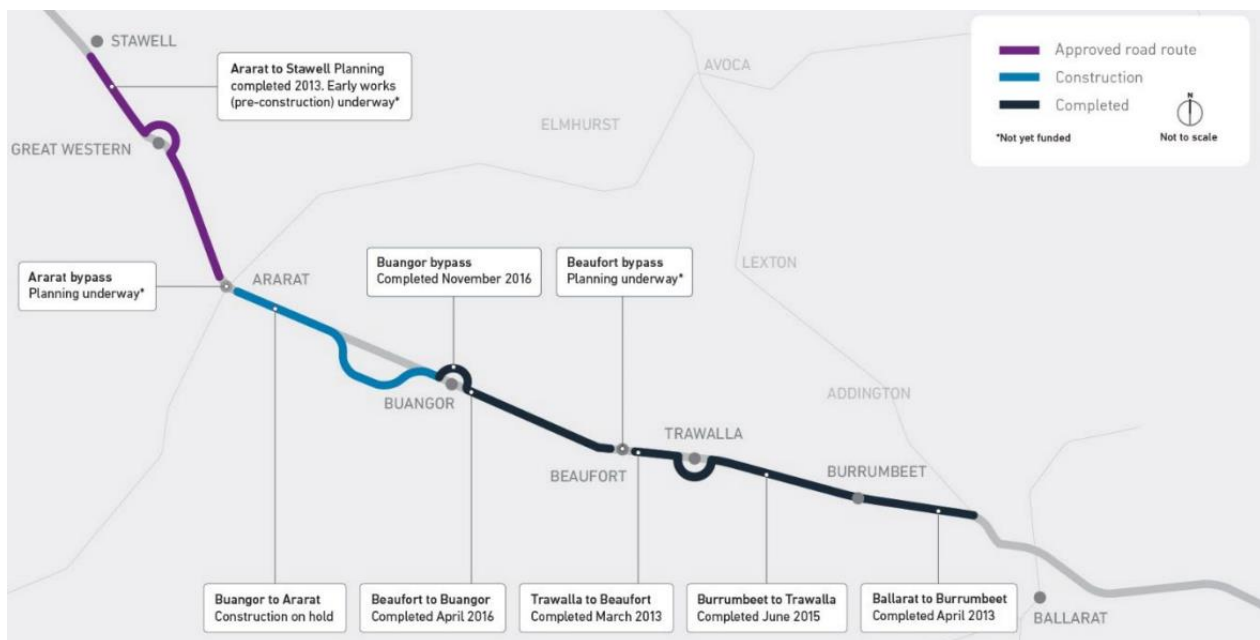 STAWELL
Ararat to Stawell Planning
completed 2013. Early works
(pre-construction) underway*
AVOCA
Approved road route
Construction
Completed
N
*Not yet funded
Not to scale
ELMHURST
GREAT WESTERN
Ararat bypass
Planning underway*
ARARAT
Buangor bypass
Completed November 2016
Beaufort bypass
Planning underway*
LEXTON
BUANGOR
ADDINGTON
TRAWALLA
BEAUFORT
BURRUMBEET
Buangor to Ararat
Construction on hold
Beaufort to Buangor
Completed April 2016
Trawalla to Beaufort
Completed March 2013
Burrumbeet to Trawalla
Completed June 2015
Ballarat to Burrumbeet
Completed April 2013
BALLARAT